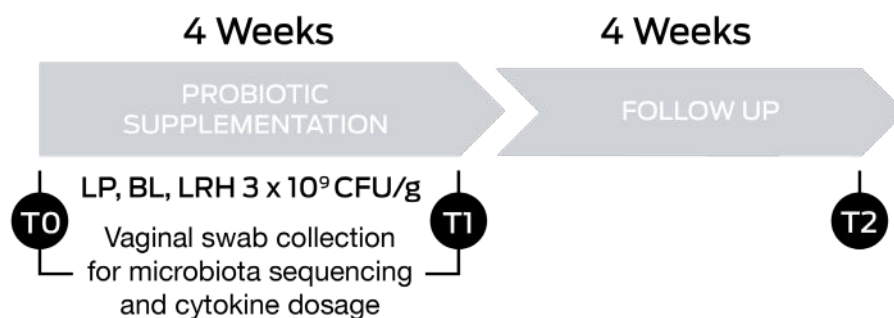 4 Weeks
4 Weeks
PROBIOTIC
SUPPLEMENTATION
FOLLOW UP
LP, BL, LRH 3 x 10⁹ CFU/g
T0
T1
T2
Vaginal swab collection
for microbiota sequencing
and cytokine dosage